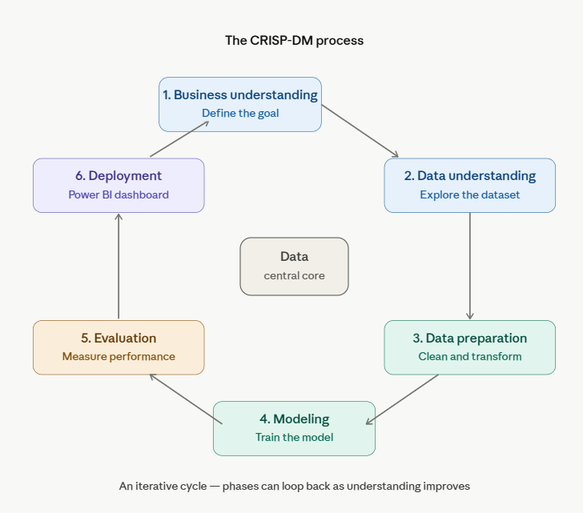 The CRISP-DM process
1. Business understanding
Define the goal
2. Data understanding
Explore the dataset
3. Data preparation
Clean and transform
4. Modeling
Train the model
5. Evaluation
Measure performance
6. Deployment
Power BI dashboard
Data
central core
An iterative cycle — phases can loop back as understanding improves